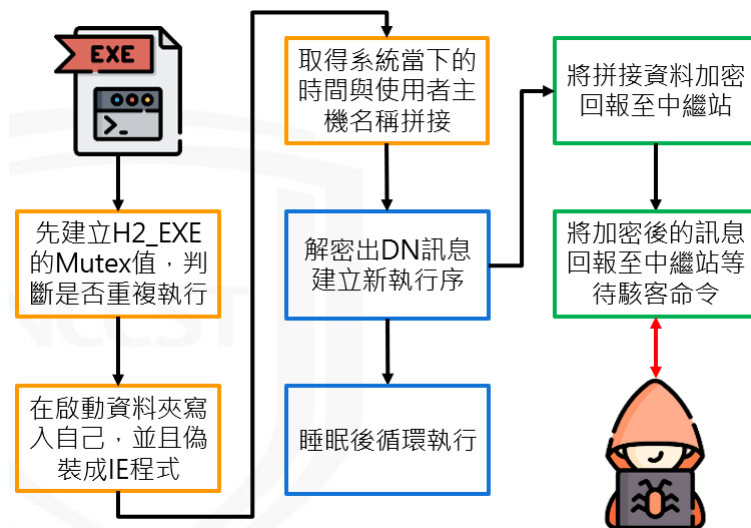 EXE
>_
先建立H2_EXE
的Mutex值，判
斷是否重複執行
在啟動資料夾寫
入自己，並且偽
裝成IE程式
取得系統當下的
時間與使用者主
機名稱拼接
解密出DN訊息
建立新執行序
睡眠後循環執行
將拼接資料加密
回報至中繼站
將加密後的訊息
回報至中繼站等
待駭客命令
NCCST